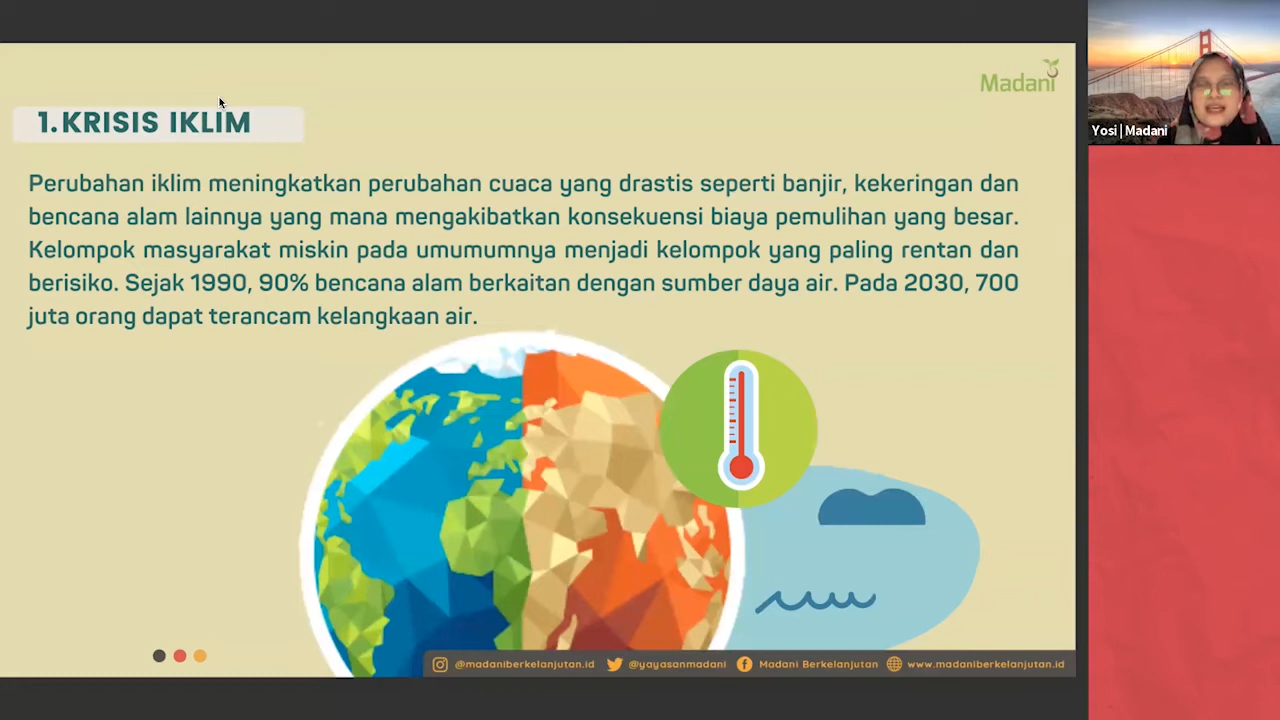 Madani
1. KRISIS IKLIM
Perubahan iklim meningkatkan perubahan cuaca yang drastis seperti banjir, kekeringan dan
bencana alam lainnya yang mana mengakibatkan konsekuensi biaya pemulihan yang besar.
Kelompok masyarakat miskin pada umumumnya menjadi kelompok yang paling rentan dan
berisiko. Sejak 1990, 90% bencana alam berkaitan dengan sumber daya air. Pada 2030, 700
juta orang dapat terancam kelangkaan air.
@madaniberkelanjutan.id @yayasanmadani Madani Berkelanjutan www.madaniberkelanjutan.id
Yosi | Madani